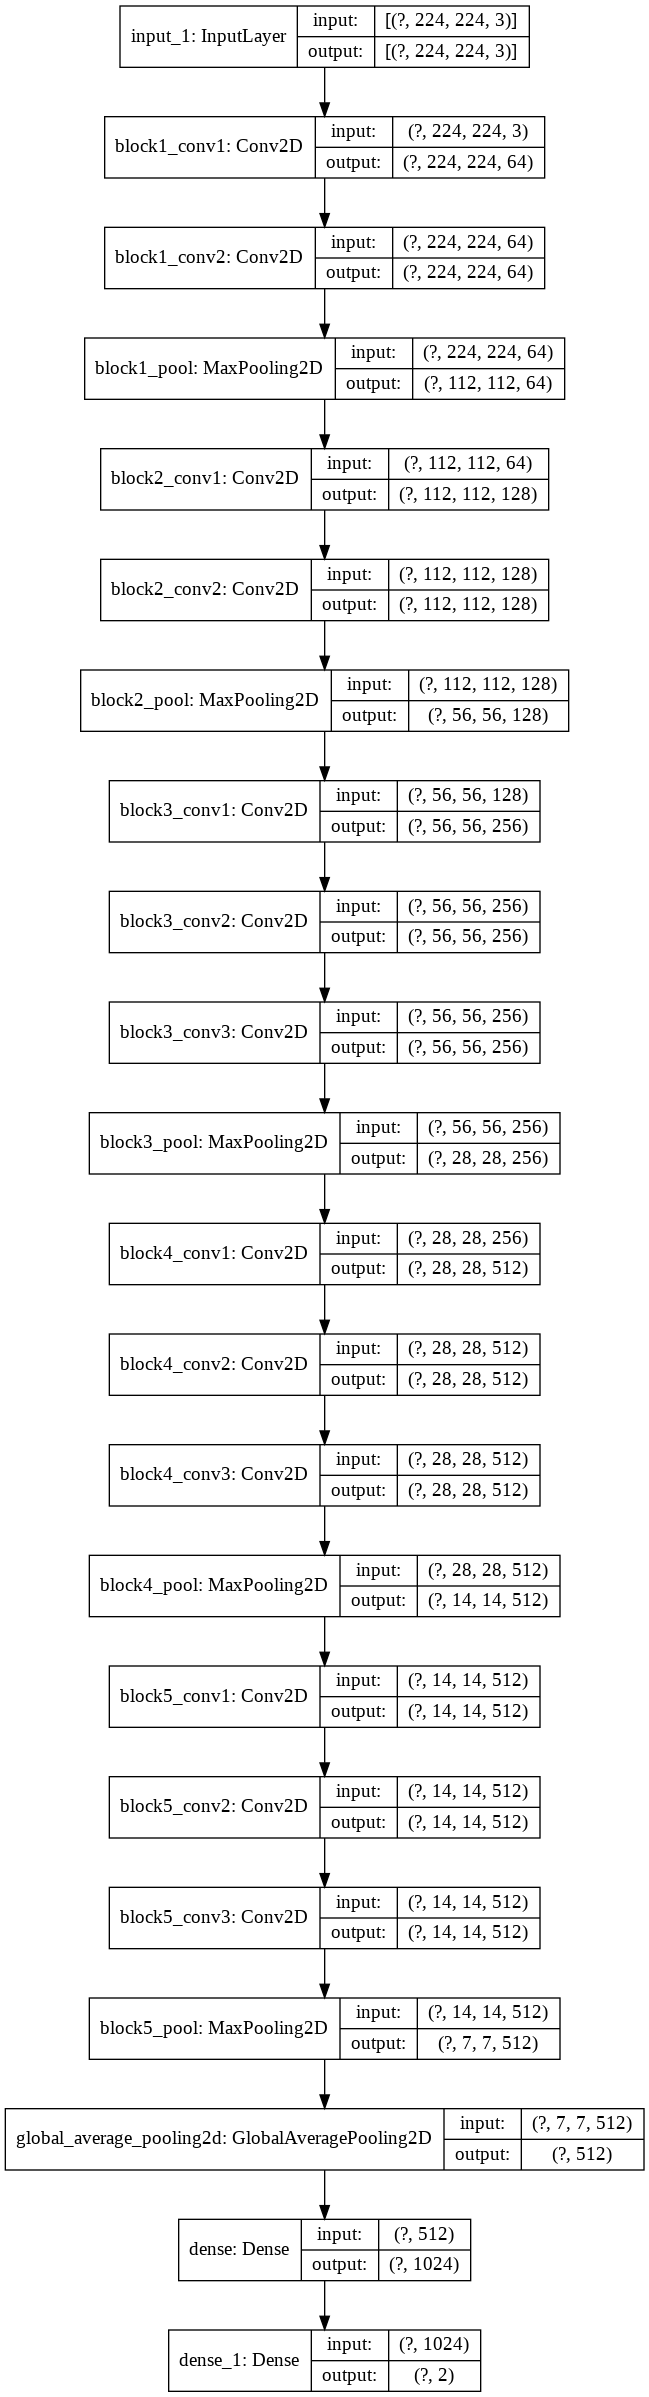 input_1: InputLayer
input: [(?, 224, 224, 3)]
output: [(?, 224, 224, 3)]
block1_conv1: Conv2D
input: (?, 224, 224, 3)
output: (?, 224, 224, 64)
block1_conv2: Conv2D
input: (?, 224, 224, 64)
output: (?, 224, 224, 64)
block1_pool: MaxPooling2D
input: (?, 224, 224, 64)
output: (?, 112, 112, 64)
block2_conv1: Conv2D
input: (?, 112, 112, 64)
output: (?, 112, 112, 128)
block2_conv2: Conv2D
input: (?, 112, 112, 128)
output: (?, 112, 112, 128)
block2_pool: MaxPooling2D
input: (?, 112, 112, 128)
output: (?, 56, 56, 128)
block3_conv1: Conv2D
input: (?, 56, 56, 128)
output: (?, 56, 56, 256)
block3_conv2: Conv2D
input: (?, 56, 56, 256)
output: (?, 56, 56, 256)
block3_conv3: Conv2D
input: (?, 56, 56, 256)
output: (?, 56, 56, 256)
block3_pool: MaxPooling2D
input: (?, 56, 56, 256)
output: (?, 28, 28, 256)
block4_conv1: Conv2D
input: (?, 28, 28, 256)
output: (?, 28, 28, 512)
block4_conv2: Conv2D
input: (?, 28, 28, 512)
output: (?, 28, 28, 512)
block4_conv3: Conv2D
input: (?, 28, 28, 512)
output: (?, 28, 28, 512)
block4_pool: MaxPooling2D
input: (?, 28, 28, 512)
output: (?, 14, 14, 512)
block5_conv1: Conv2D
input: (?, 14, 14, 512)
output: (?, 14, 14, 512)
block5_conv2: Conv2D
input: (?, 14, 14, 512)
output: (?, 14, 14, 512)
block5_conv3: Conv2D
input: (?, 14, 14, 512)
output: (?, 14, 14, 512)
block5_pool: MaxPooling2D
input: (?, 14, 14, 512)
output: (?, 7, 7, 512)
global_average_pooling2d: GlobalAveragePooling2D
input: (?, 7, 7, 512)
output: (?, 512)
dense: Dense
input: (?, 512)
output: (?, 1024)
dense_1: Dense
input: (?, 1024)
output: (?, 2)